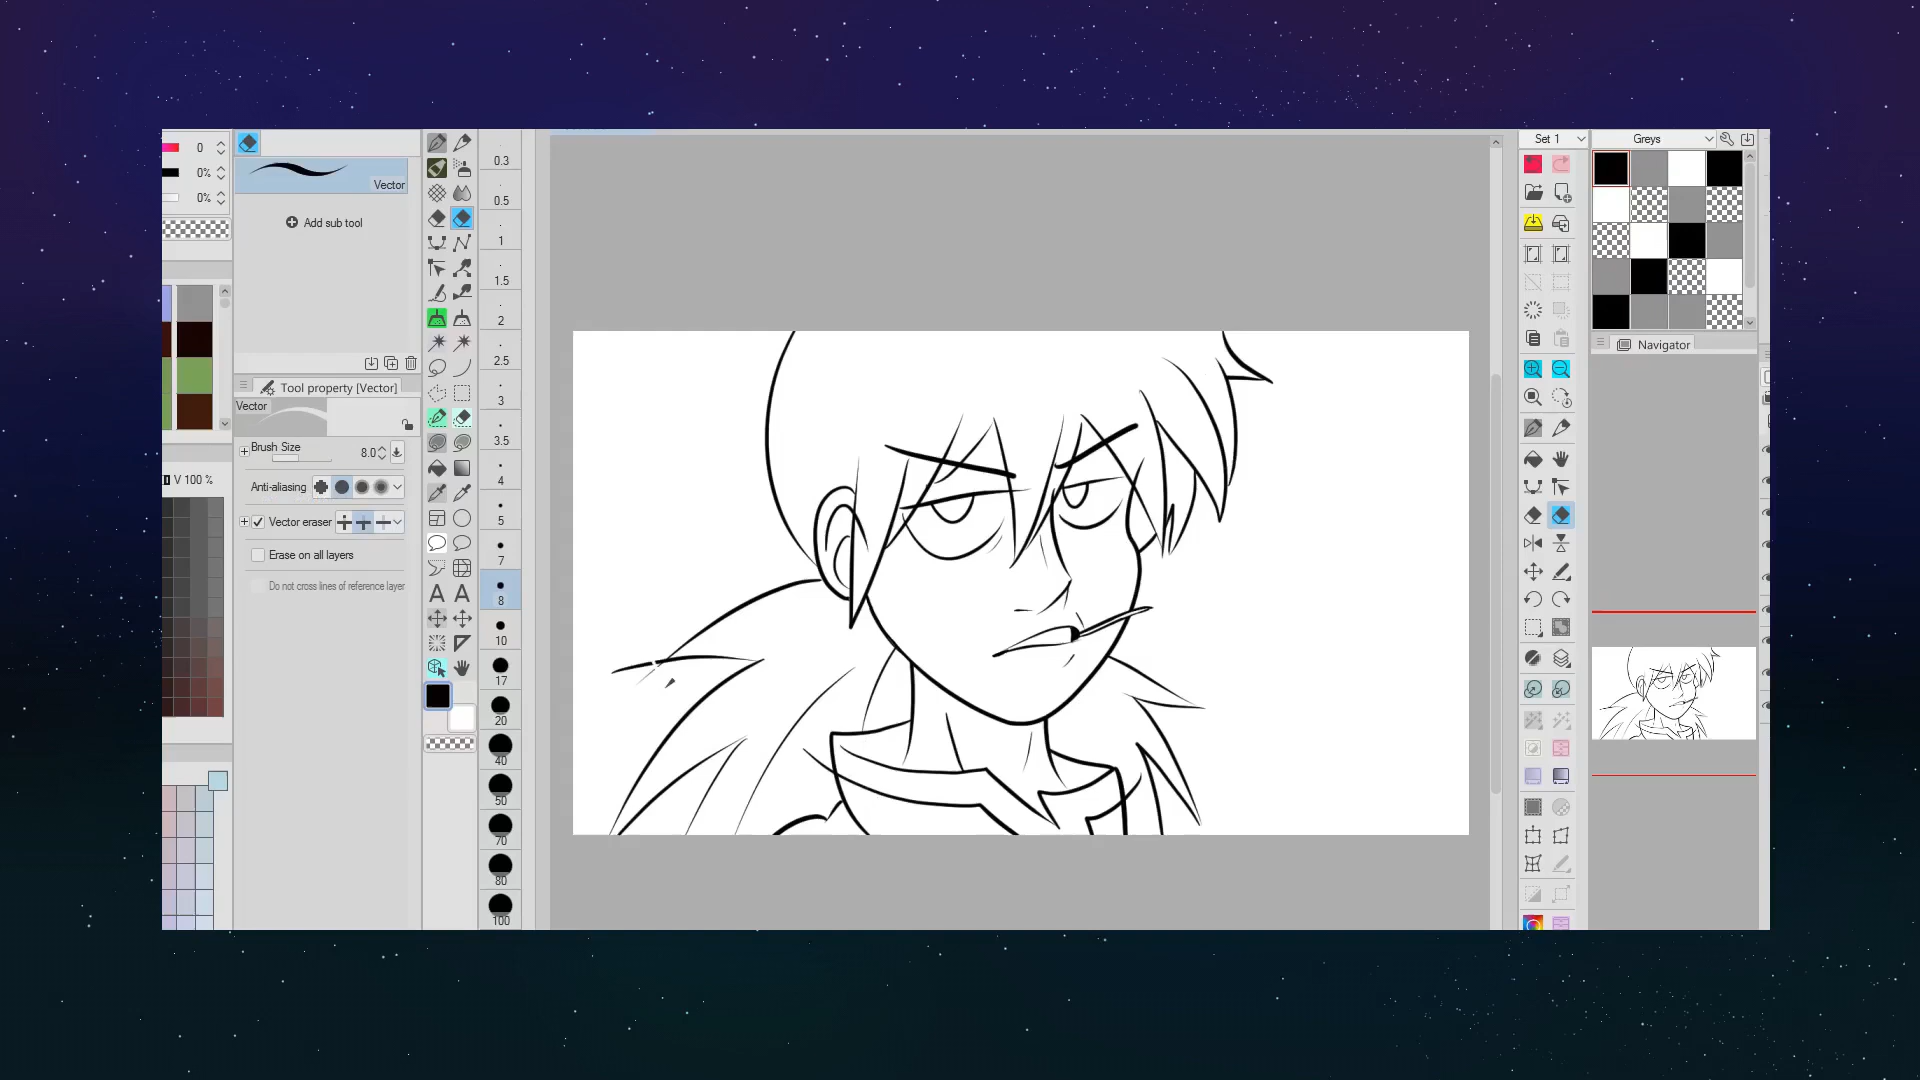 0
0%
0%
Vector
Add sub tool
Tool property [Vector]
Vector
Brush Size
8.0
Anti-aliasing
Vector eraser
Erase on all layers
Do not cross lines of reference layer
V 100 %
A A
0.3
0.5
1
1.5
2
2.5
3
3.5
4
5
7
8
10
17
20
40
50
70
80
100
Set 1
Greys
Navigator